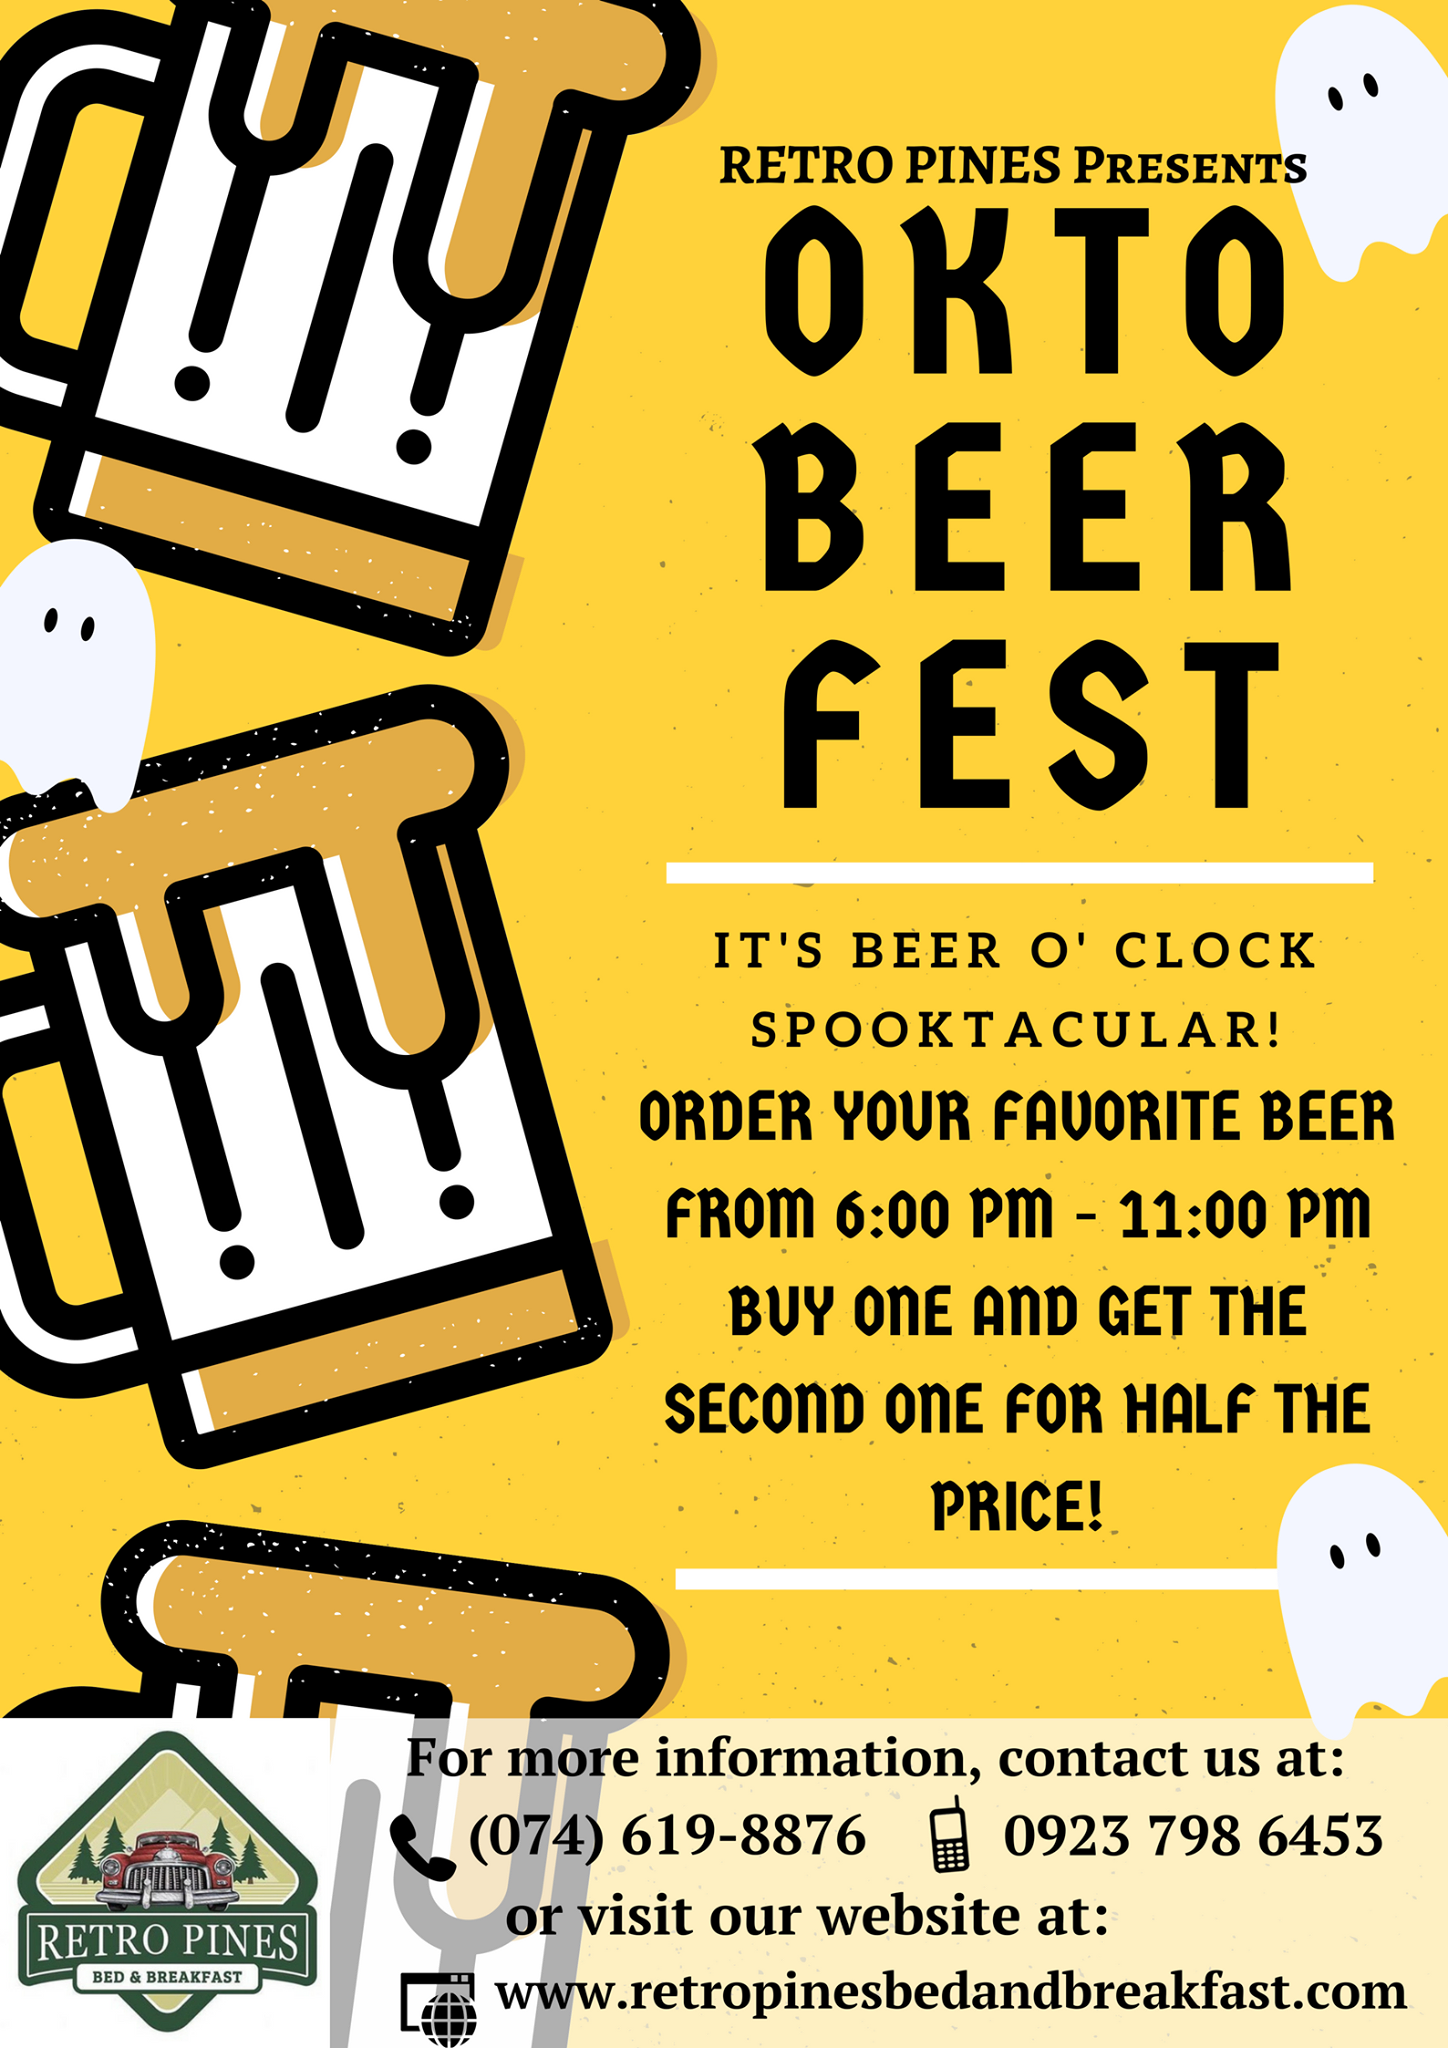 RETRO PINES Presents
OKTO
BEER
FEST
IT'S BEER O' CLOCK
SPOOKTACULAR!
ORDER YOUR FAVORITE BEER
FROM 6:00 PM - 11:00 PM
BUY ONE AND GET THE
SECOND ONE FOR HALF THE
PRICE!
For more information, contact us at:
(074) 619-8876 0923 798 6453
or visit our website at:
www.retropinesbedandbreakfast.com
RETRO PINES
BED & BREAKFAST